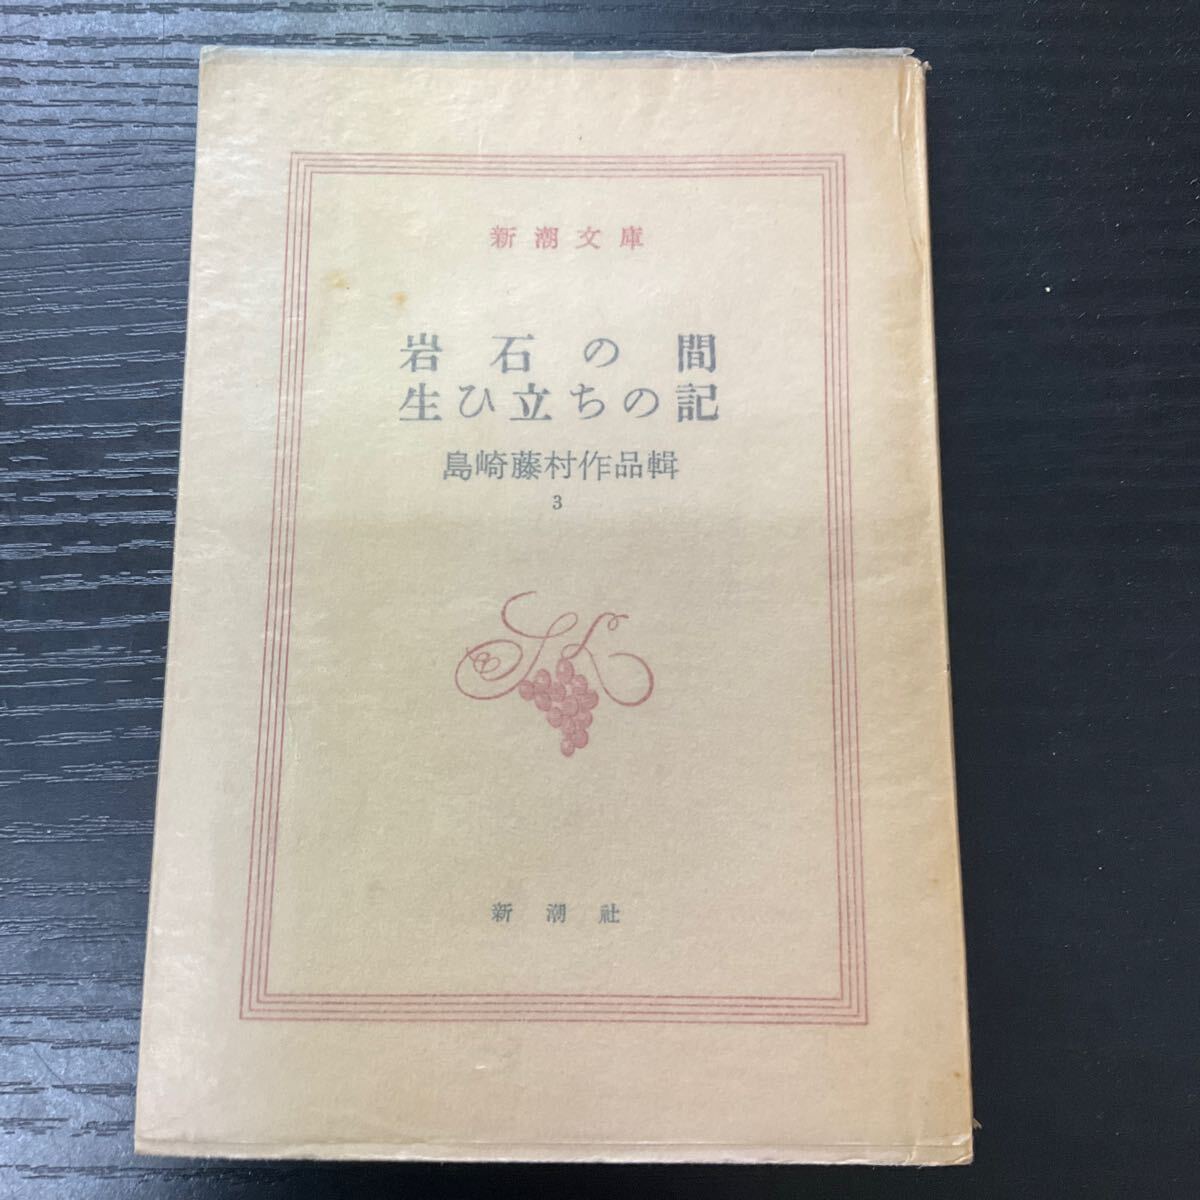 新潮文庫
岩石の間
生ひ立ちの記
島崎藤村作品輯
3
新潮社